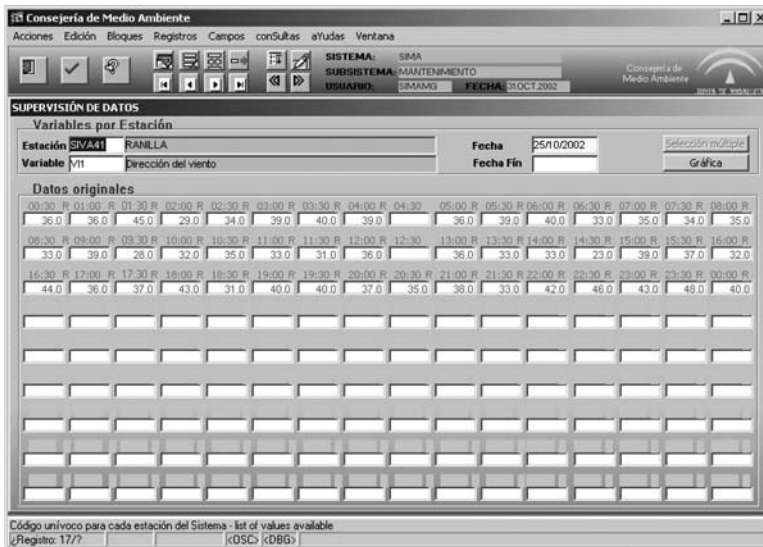 Consejería de Medio Ambiente
Acciones Edición Bloques Registros Campos conSultas aYudas Ventana
SISTEMA: SIMA
SUBSISTEMA: MANTENIMIENTO
USUARIO: SIMAMG FECHA: 31OCT.2002
Consejería de
Medio Ambiente
JUNTA DE ANDALUCÍA
SUPERVISIÓN DE DATOS
Variables por Estación
Estación SIVA41 RANILLA Fecha 25/10/2002 Selección múltiple
Variable VI1 Dirección del viento Fecha Fín Gráfica
Datos originales
00:30 R 01:00 R 01:30 R 02:00 R 02:30 R 03:00 R 03:30 R 04:00 R 04:30 05:00 R 05:30 R 06:00 R 06:30 R 07:00 R 07:30 R 08:00 R
36.0 36.0 45.0 29.0 34.0 39.0 40.0 39.0 36.0 39.0 40.0 33.0 35.0 34.0 35.0
08:30 R 09:00 R 09:30 R 10:00 R 10:30 R 11:00 R 11:30 R 12:00 R 12:30 13:00 R 13:30 R 14:00 R 14:30 R 15:00 R 15:30 R 16:00 R
33.0 39.0 28.0 32.0 35.0 33.0 31.0 36.0 36.0 33.0 33.0 23.0 39.0 37.0 32.0
16:30 R 17:00 R 17:30 R 18:00 R 18:30 R 19:00 R 19:30 R 20:00 R 20:30 R 21:00 R 21:30 R 22:00 R 22:30 R 23:00 R 23:30 R 00:00 R
44.0 36.0 37.0 43.0 31.0 40.0 40.0 37.0 35.0 38.0 33.0 42.0 46.0 43.0 48.0 40.0
Código unívoco para cada estación del Sistema - list of values available
¿Registro: 17/? <OSC> <DBG>